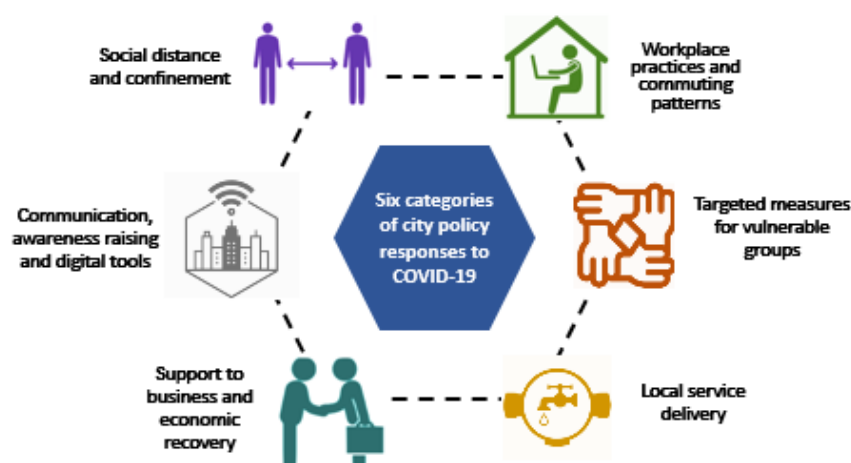 Social distance
and confinement
Workplace
practices and
commuting
patterns
Communication,
awareness raising
and digital tools
Six categories
of city policy
responses to
COVID-19
Targeted measures
for vulnerable
groups
Support to
business and
economic
recovery
Local service
delivery